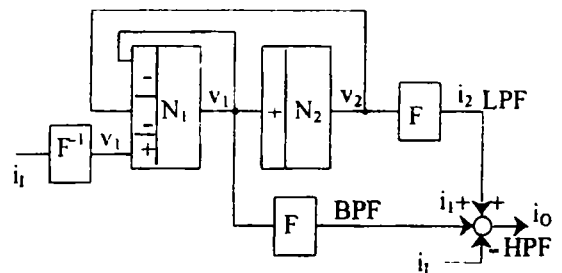 -
-
+
N₁
v₁
+
N₂
v₂
F
i₂ LPF
F⁻¹
v₁
i₁
F
BPF
i₁+
+
i₀
i₁
-HPF